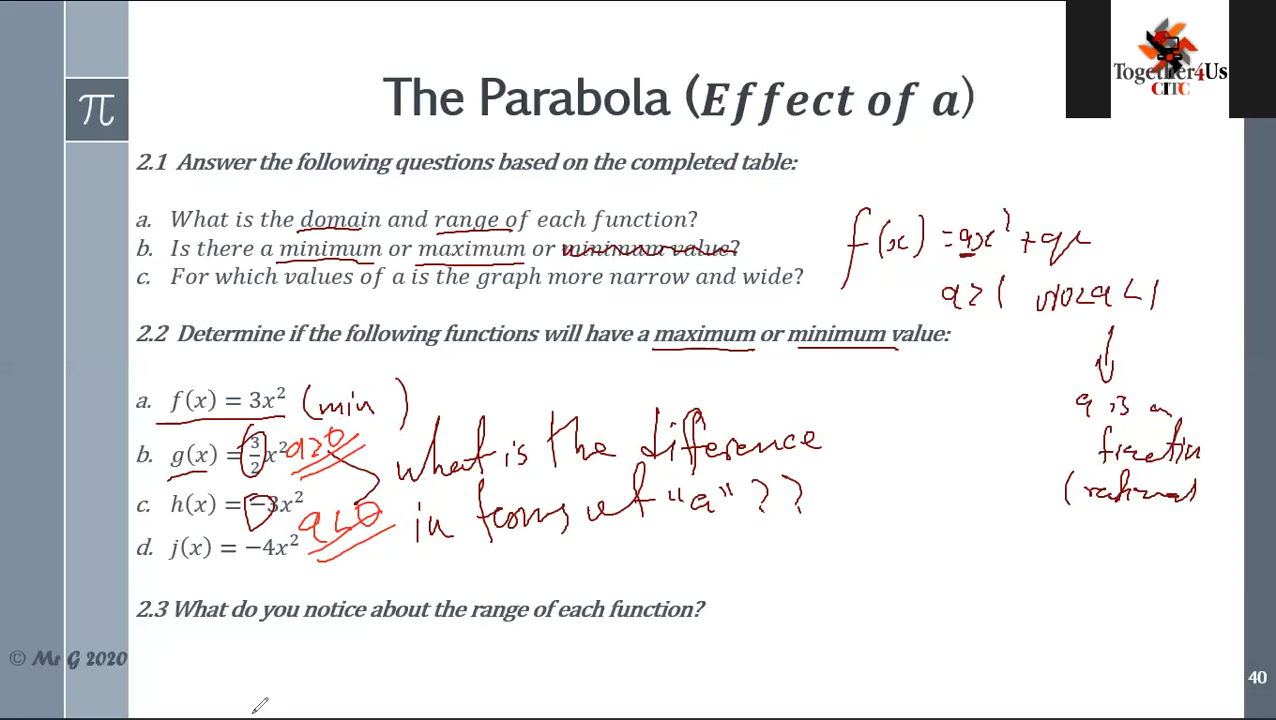 Together4Us
CITC
π
The Parabola (Effect of a)
2.1 Answer the following questions based on the completed table:
a. What is the domain and range of each function?
b. Is there a minimum or maximum or minimum value?
c. For which values of a is the graph more narrow and wide?
f(x) = ax² + q
a > 1 0 < a < 1
a is a
fraction
(rational
2.2 Determine if the following functions will have a maximum or minimum value:
a. f(x) = 3x² (min)
b. g(x) = 3/2 x² a > 0
c. h(x) = −3x² a < 0
d. j(x) = −4x²
what is the difference
in terms of "a" ??
2.3 What do you notice about the range of each function?
© Mr G 2020
40